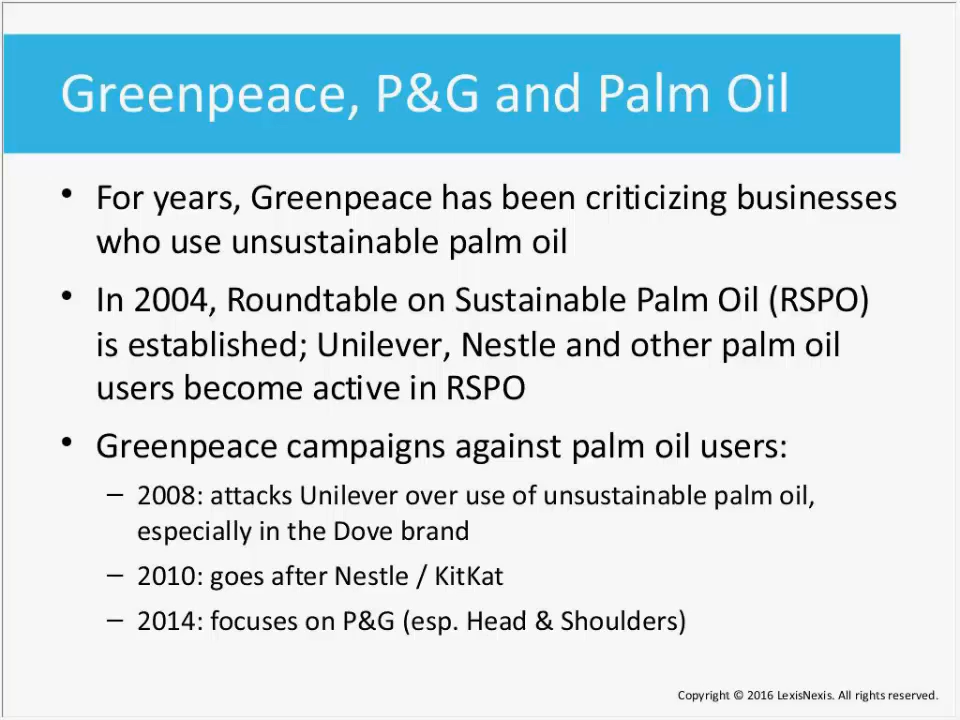 Greenpeace, P&G and Palm Oil
• For years, Greenpeace has been criticizing businesses
who use unsustainable palm oil
• In 2004, Roundtable on Sustainable Palm Oil (RSPO)
is established; Unilever, Nestle and other palm oil
users become active in RSPO
• Greenpeace campaigns against palm oil users:
– 2008: attacks Unilever over use of unsustainable palm oil,
especially in the Dove brand
– 2010: goes after Nestle / KitKat
– 2014: focuses on P&G (esp. Head & Shoulders)
Copyright © 2016 LexisNexis. All rights reserved.